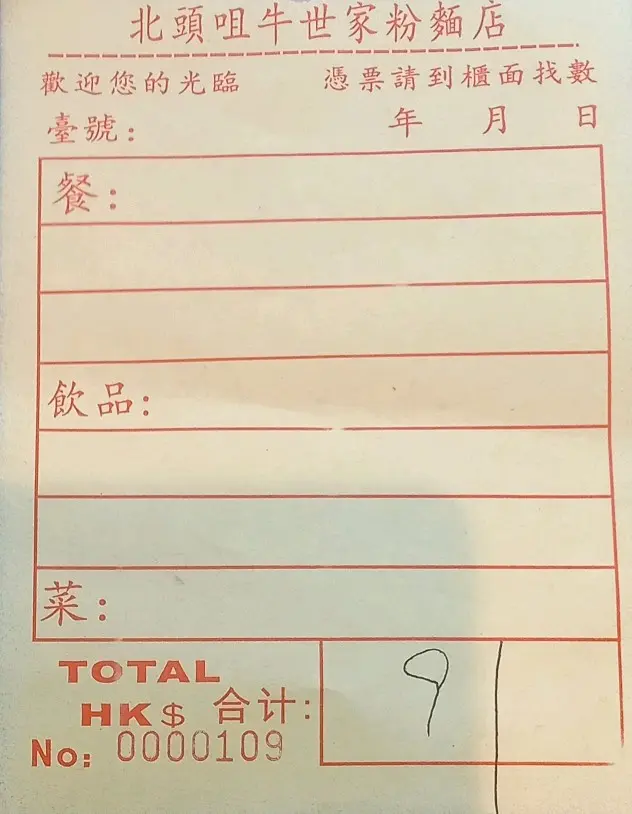 北頭咀牛世家粉麵店
歡迎您的光臨 憑票請到櫃面找數
臺號: 年 月 日
餐:
飲品:
菜:
TOTAL
HK$ 合计: 91
No: 0000109